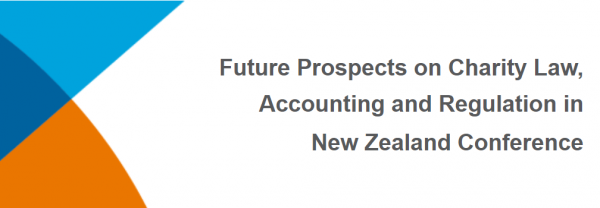 Future Prospects on Charity Law,
Accounting and Regulation in
New Zealand Conference